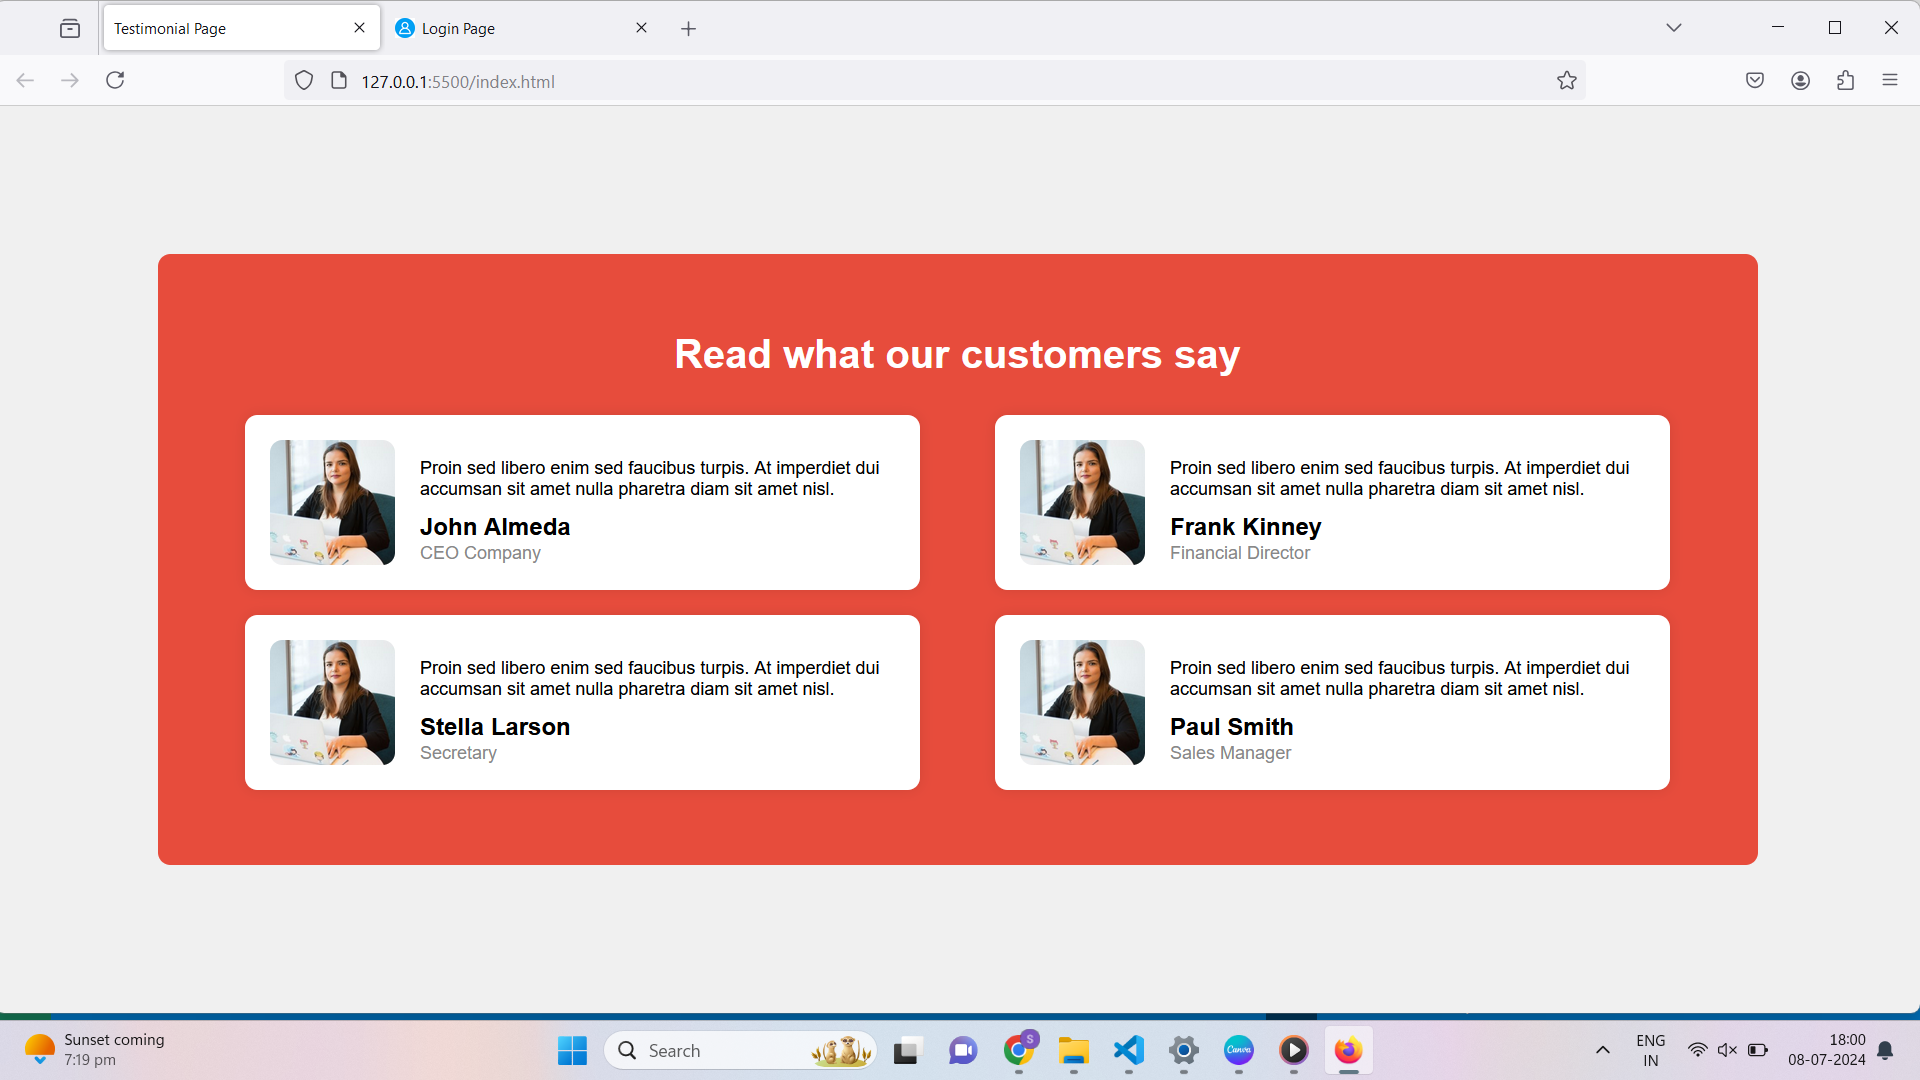 Testimonial Page
Login Page
127.0.0.1:5500/index.html
Read what our customers say
Proin sed libero enim sed faucibus turpis. At imperdiet dui
accumsan sit amet nulla pharetra diam sit amet nisl.
John Almeda
CEO Company
Proin sed libero enim sed faucibus turpis. At imperdiet dui
accumsan sit amet nulla pharetra diam sit amet nisl.
Frank Kinney
Financial Director
Proin sed libero enim sed faucibus turpis. At imperdiet dui
accumsan sit amet nulla pharetra diam sit amet nisl.
Stella Larson
Secretary
Proin sed libero enim sed faucibus turpis. At imperdiet dui
accumsan sit amet nulla pharetra diam sit amet nisl.
Paul Smith
Sales Manager
Sunset coming
7:19 pm
Search
S
Canva
ENG
IN
18:00
08-07-2024